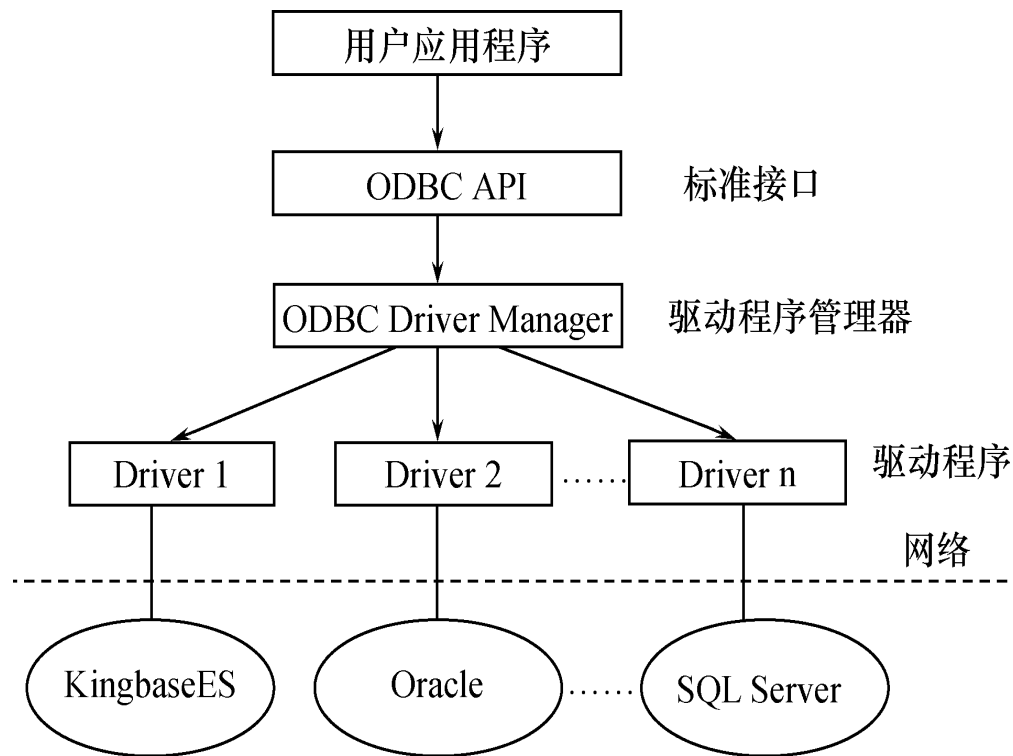 用户应用程序
ODBC API
标准接口
ODBC Driver Manager
驱动程序管理器
Driver 1
Driver 2
......
Driver n
驱动程序
网络
KingbaseES
Oracle
......
SQL Server